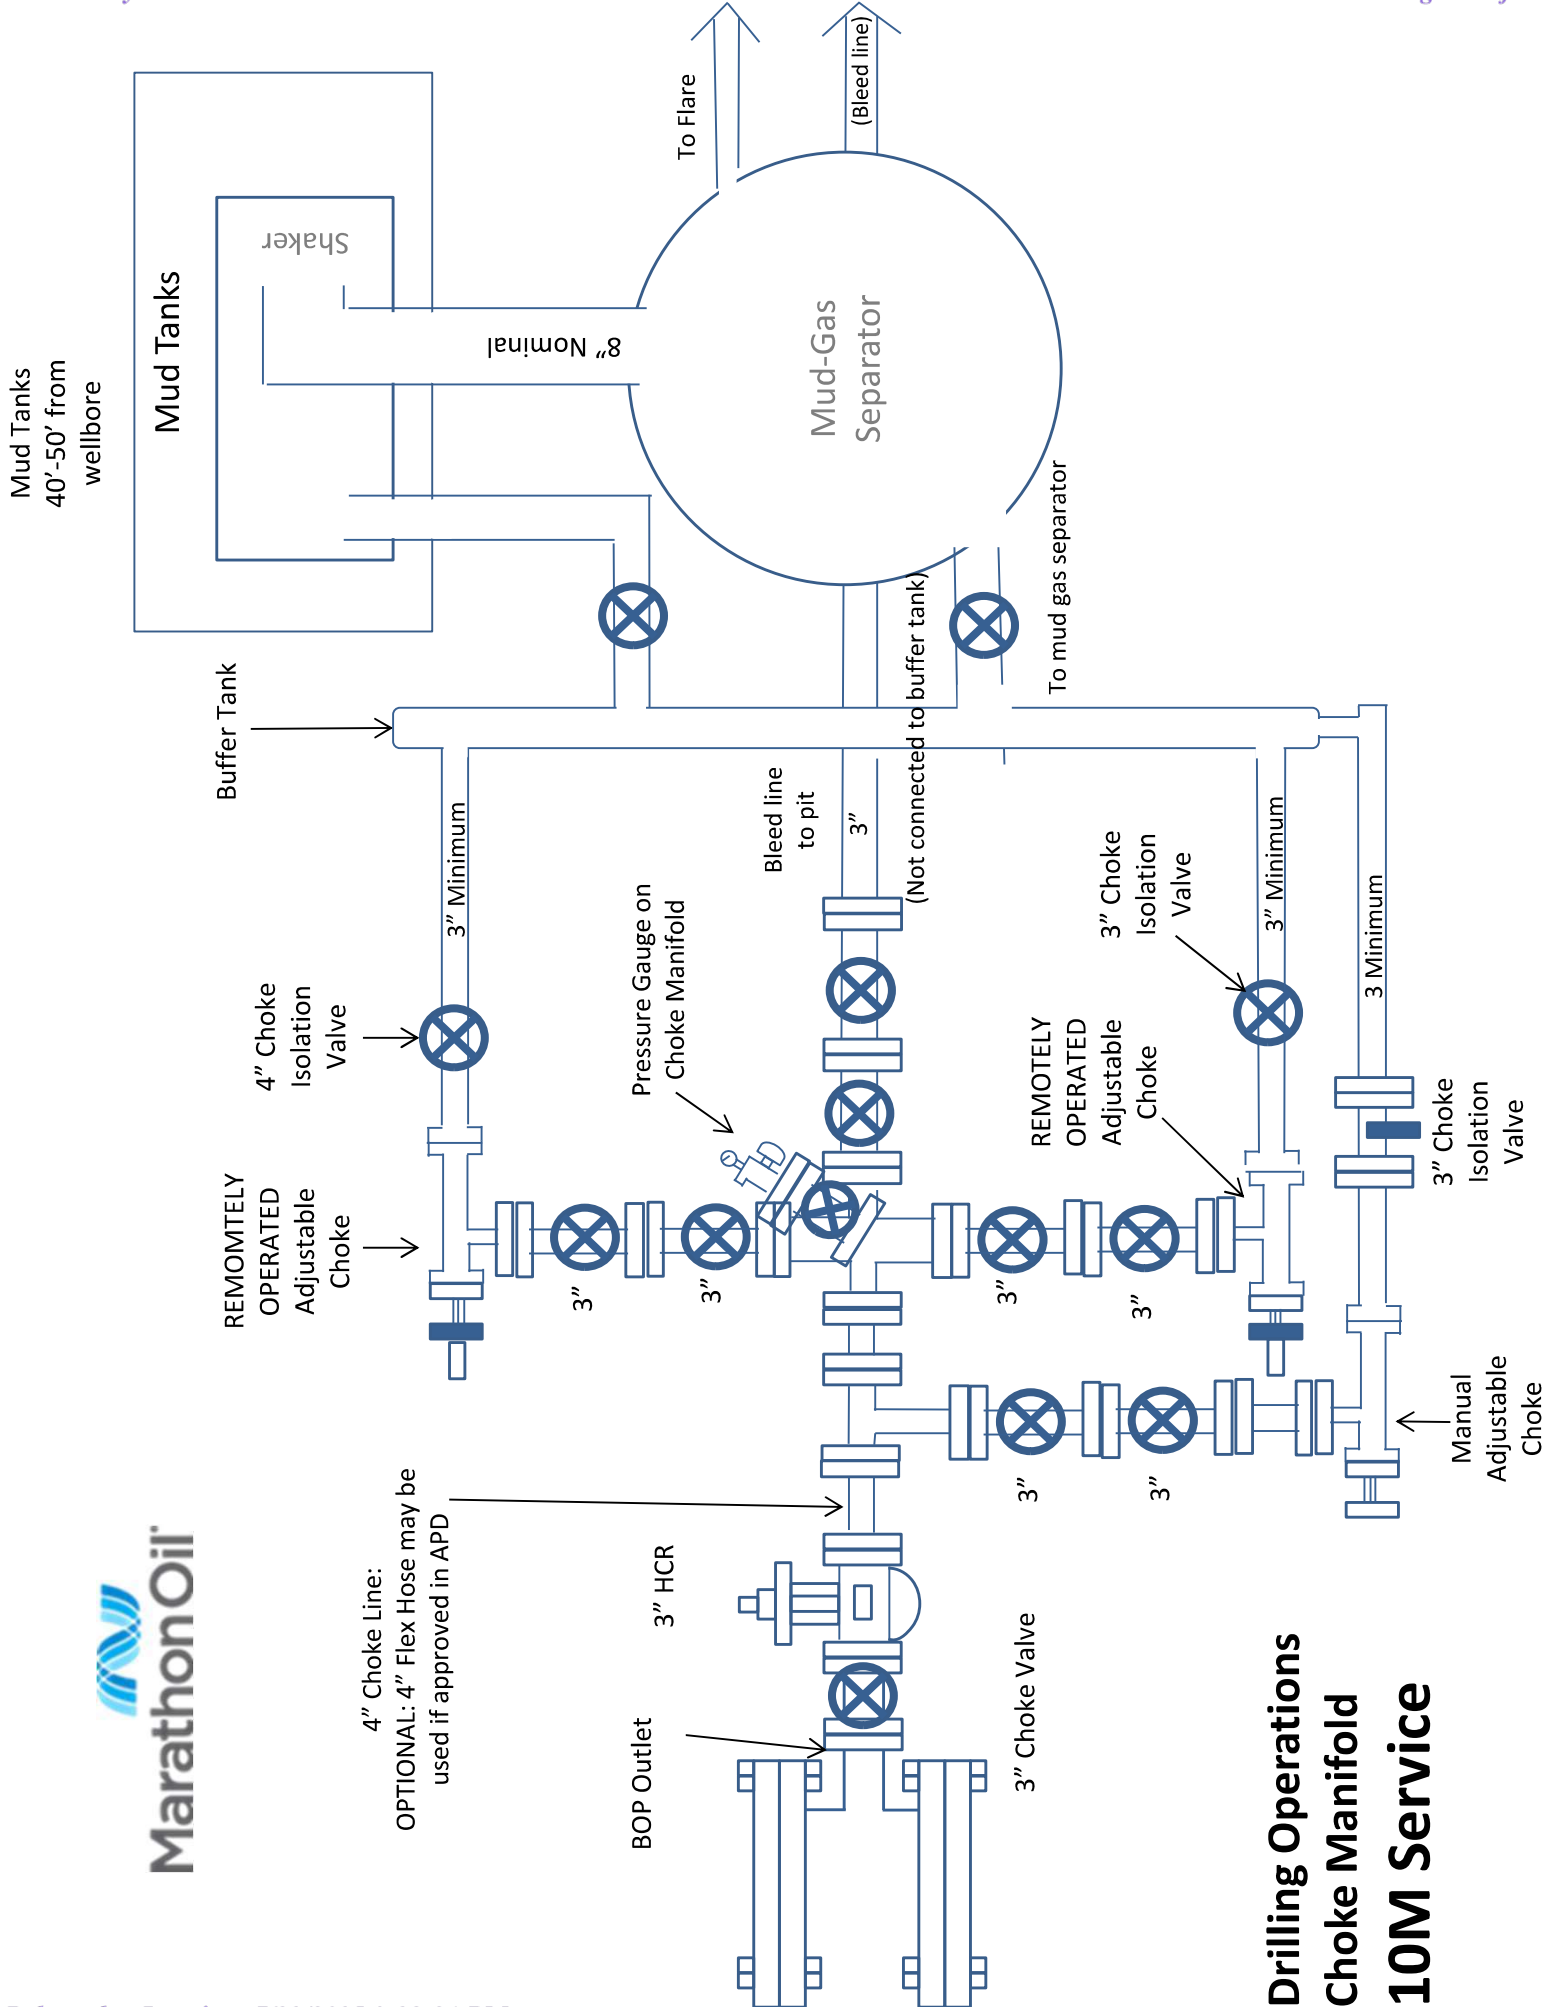 MarathonOil
Drilling Operations
Choke Manifold
10M Service
Mud Tanks
40’-50’ from
wellbore
Mud Tanks
Shaker
8” Nominal
To Flare
(Bleed line)
Mud-Gas
Separator
To mud gas separator
Buffer Tank
(Not connected to buffer tank)
Bleed line
to pit
3”
3” Minimum
3” Minimum
3 Minimum
4” Choke
Isolation
Valve
3” Choke
Isolation
Valve
3” Choke
Isolation
Valve
Pressure Gauge on
Choke Manifold
REMOMTELY
OPERATED
Adjustable
Choke
REMOTELY
OPERATED
Adjustable
Choke
3”
3”
3”
3”
3”
3”
Manual
Adjustable
Choke
4” Choke Line:
OPTIONAL: 4” Flex Hose may be
used if approved in APD
3” HCR
BOP Outlet
3” Choke Valve